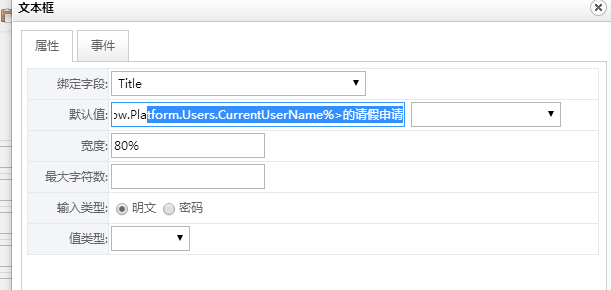 文本框
属性 事件
绑定字段: Title
默认值: ow.Platform.Users.CurrentUserName%>的请假申请
宽度: 80%
最大字符数:
输入类型: 明文 密码
值类型: